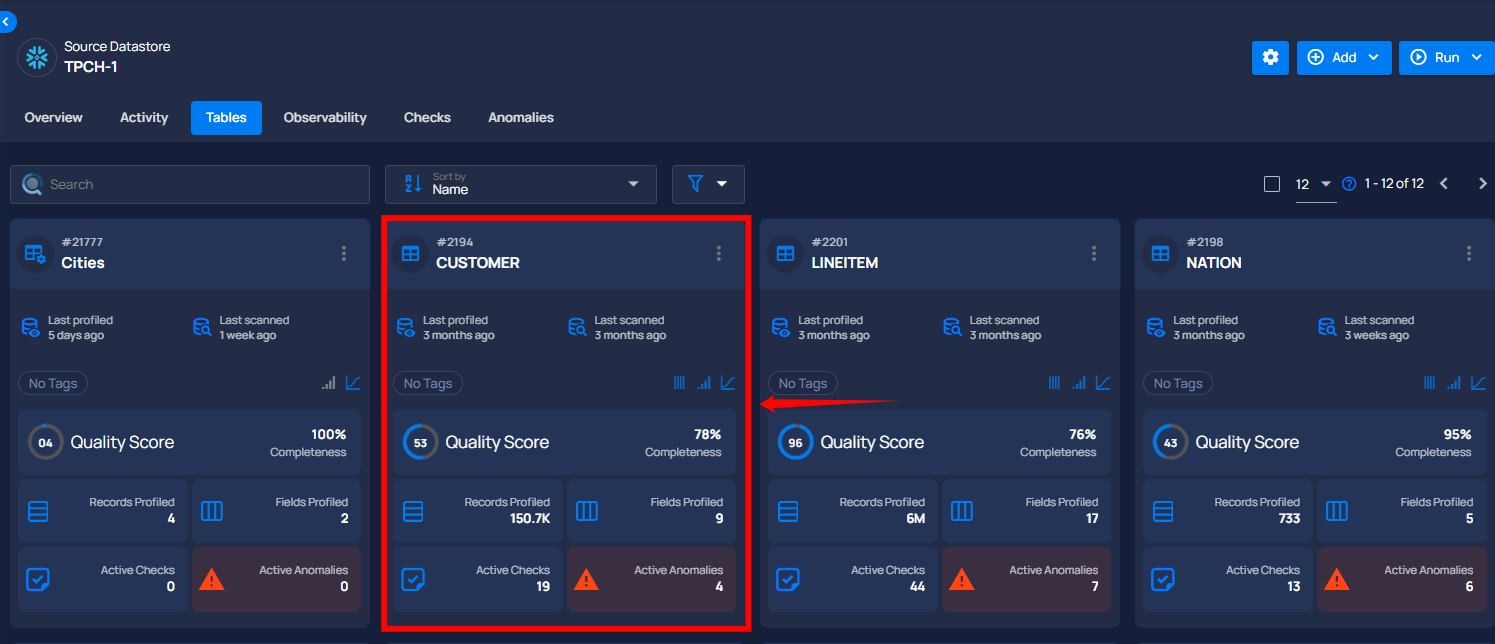 Source Datastore
TPCH-1
Add
Run
Overview
Activity
Tables
Observability
Checks
Anomalies
Search
Sort by
Name
12
1 - 12 of 12
#21777
Cities
Last profiled
5 days ago
Last scanned
1 week ago
No Tags
04
Quality Score
100%
Completeness
Records Profiled
4
Fields Profiled
2
Active Checks
0
Active Anomalies
0
#2194
CUSTOMER
Last profiled
3 months ago
Last scanned
3 months ago
No Tags
53
Quality Score
78%
Completeness
Records Profiled
150.7K
Fields Profiled
9
Active Checks
19
Active Anomalies
4
#2201
LINEITEM
Last profiled
3 months ago
Last scanned
3 months ago
No Tags
96
Quality Score
76%
Completeness
Records Profiled
6M
Fields Profiled
17
Active Checks
44
Active Anomalies
7
#2198
NATION
Last profiled
3 months ago
Last scanned
3 weeks ago
No Tags
43
Quality Score
95%
Completeness
Records Profiled
733
Fields Profiled
5
Active Checks
13
Active Anomalies
6